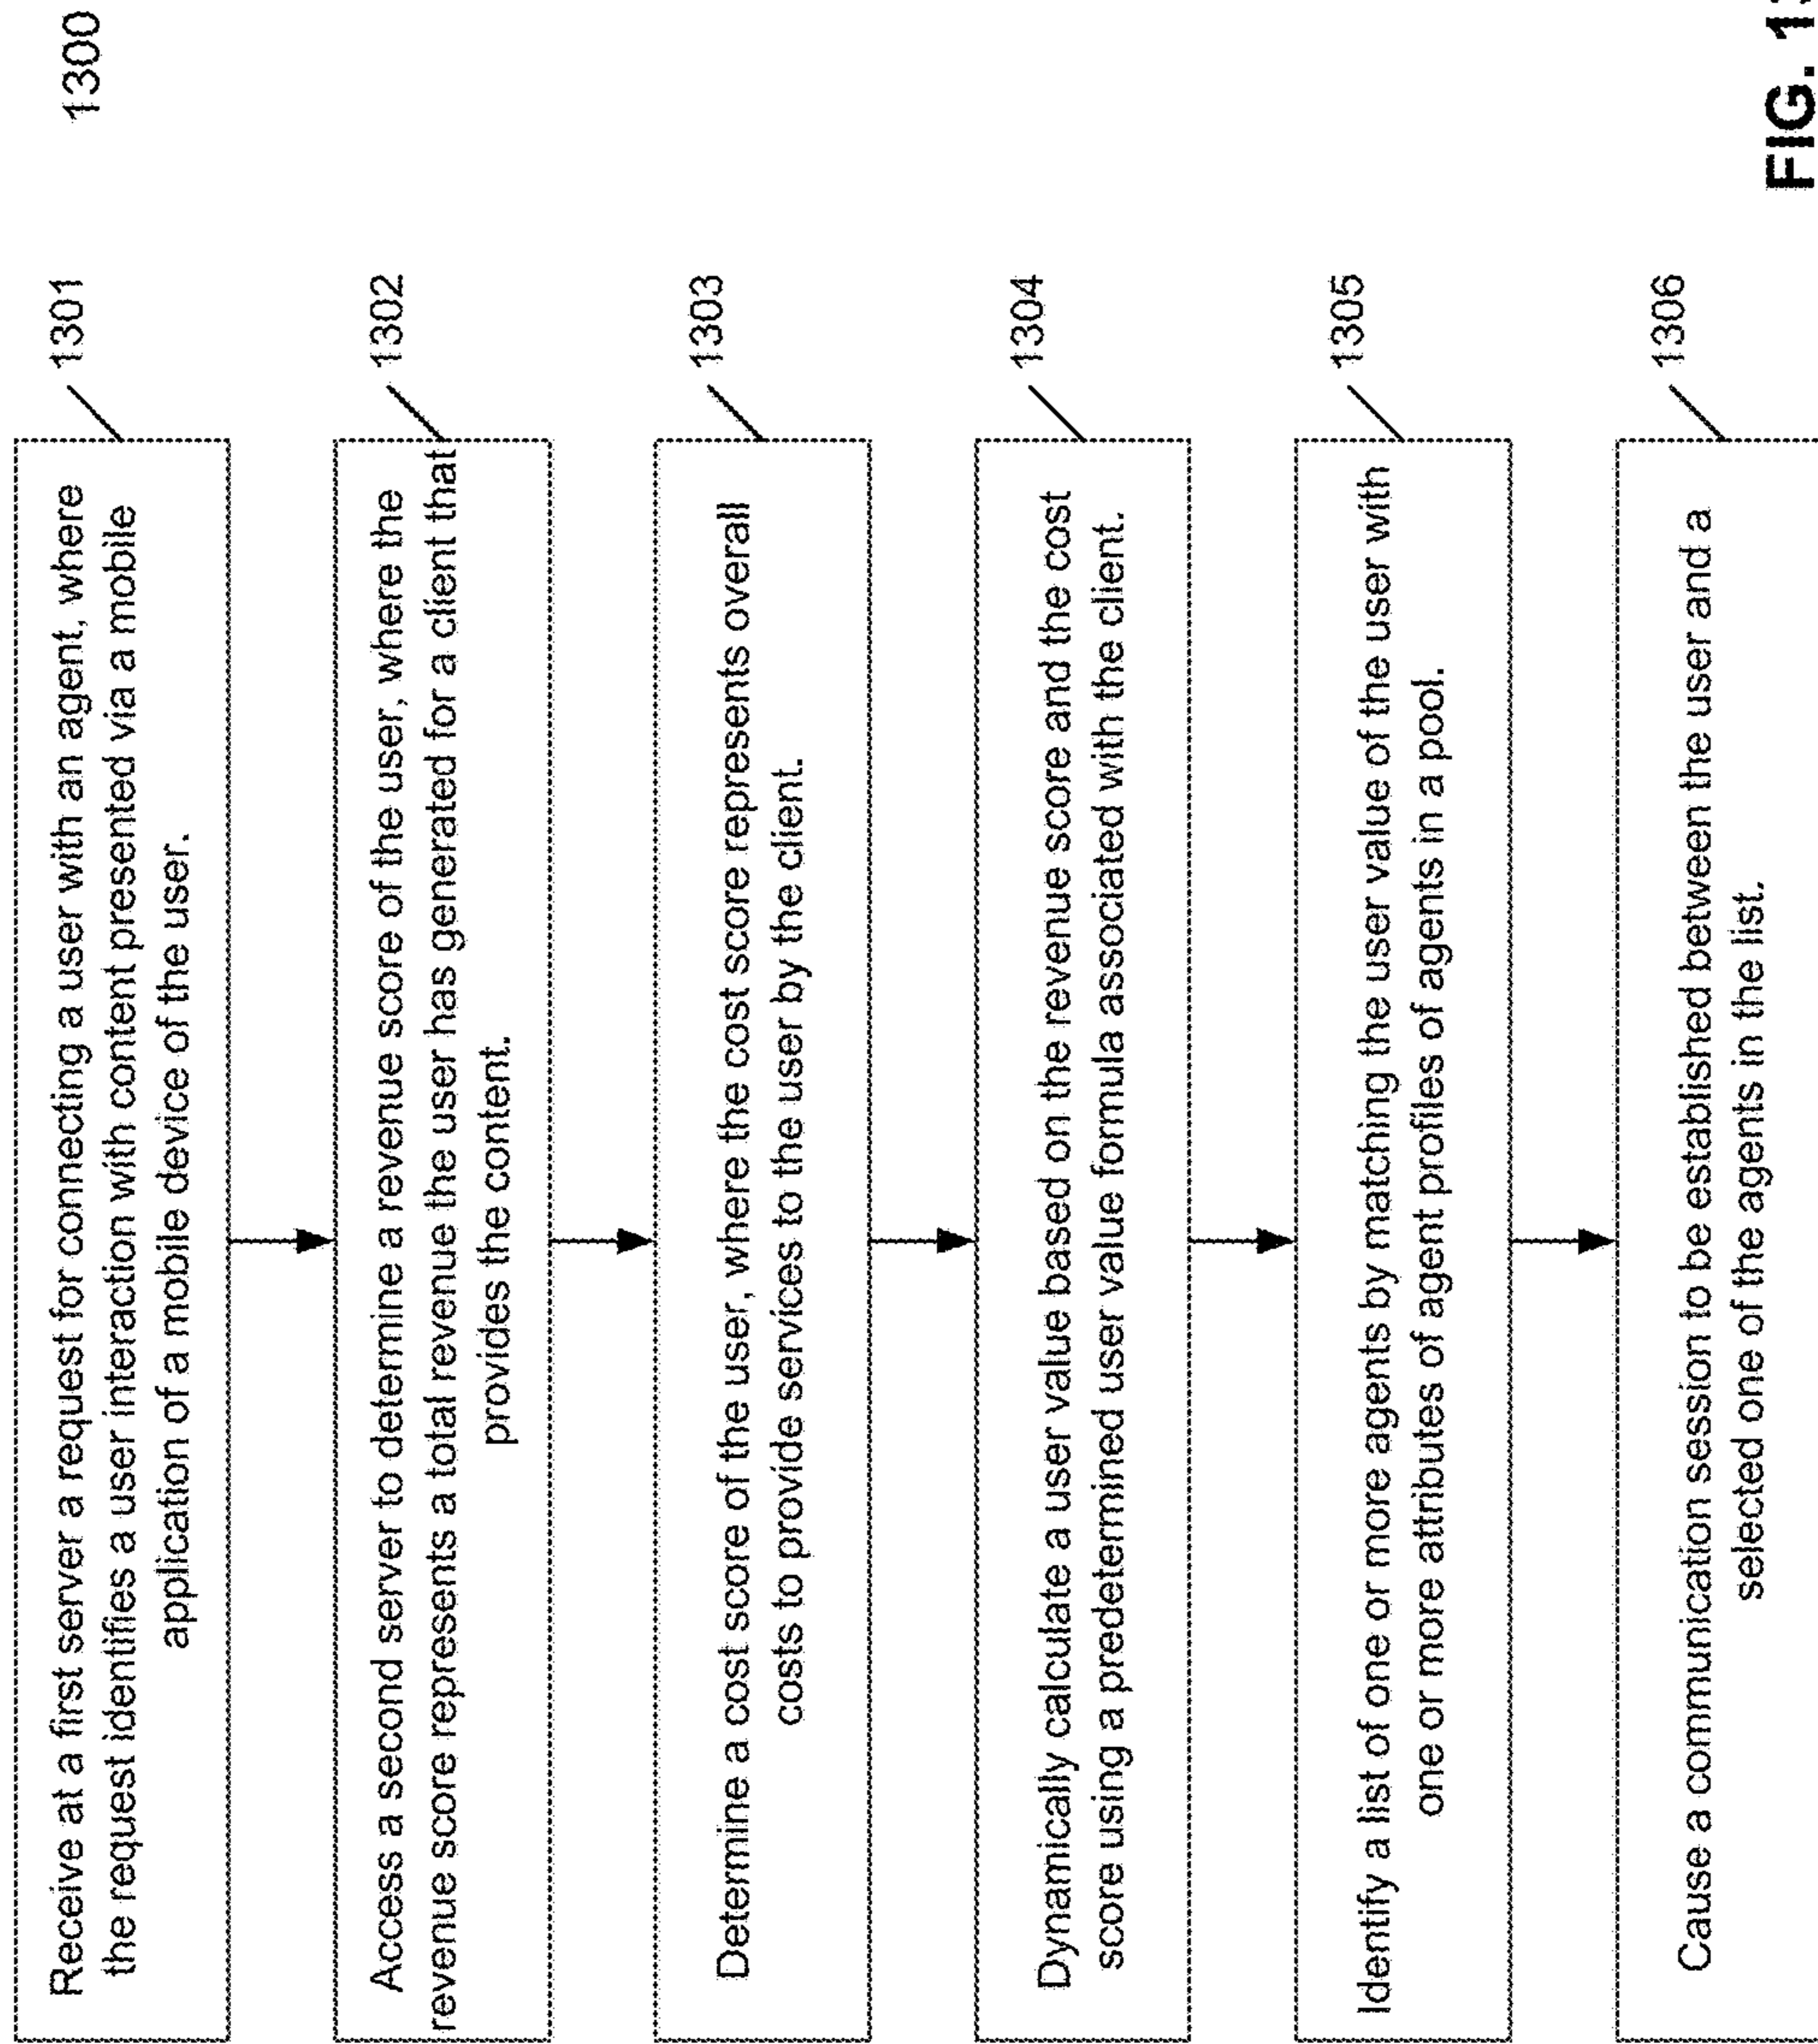 1300
Receive at a first server a request for connecting a user with an agent, where
the request identifies a user interaction with content presented via a mobile
application of a mobile device of the user.
1301
Access a second server to determine a revenue score of the user, where the
revenue score represents a total revenue the user has generated for a client that
provides the content.
1302
Determine a cost score of the user, where the cost score represents overall
costs to provide services to the user by the client.
1303
Dynamically calculate a user value based on the revenue score and the cost
score using a predetermined user value formula associated with the client.
1304
Identify a list of one or more agents by matching the user value of the user with
one or more attributes of agent profiles of agents in a pool.
1305
Cause a communication session to be established between the user and a
selected one of the agents in the list.
1306
FIG.